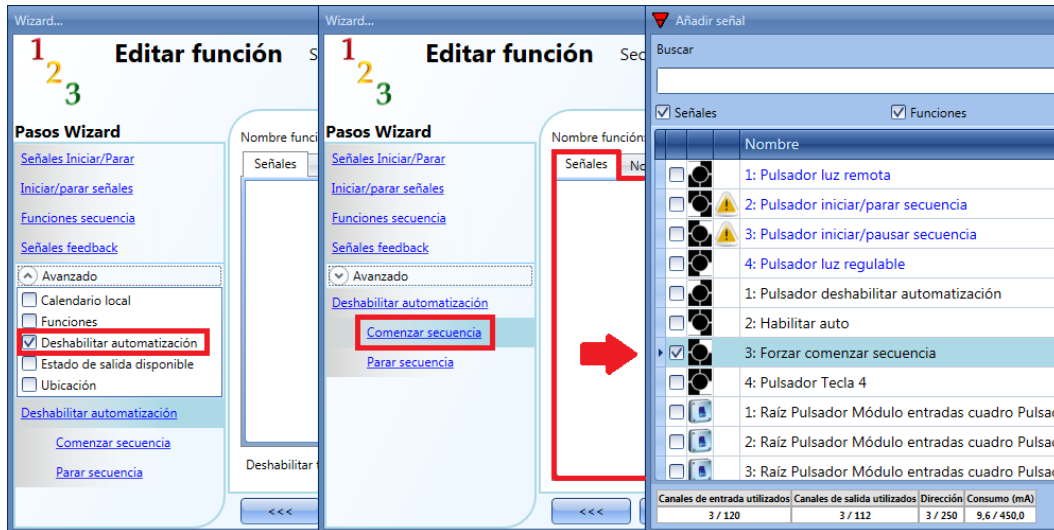 Wizard...
1 2 3
Editar función
Pasos Wizard
Señales Iniciar/Parar
Iniciar/parar señales
Funciones secuencia
Señales feedback
Avanzado
Calendario local
Funciones
Deshabilitar automatización
Estado de salida disponible
Ubicación
Deshabilitar automatización
Comenzar secuencia
Parar secuencia
Nombre
Señales
Deshabilitar
<<<
Wizard...
1 2 3
Editar función
Pasos Wizard
Señales Iniciar/Parar
Iniciar/parar señales
Funciones secuencia
Señales feedback
Avanzado
Deshabilitar automatización
Comenzar secuencia
Parar secuencia
Nombre función:
Señales
<<<
Añadir señal
Buscar
Señales Funciones
Nombre
1: Pulsador luz remota
2: Pulsador iniciar/parar secuencia
3: Pulsador iniciar/pausar secuencia
4: Pulsador luz regulable
1: Pulsador deshabilitar automatización
2: Habilitar auto
3: Forzar comenzar secuencia
4: Pulsador Tecla 4
1: Raíz Pulsador Módulo entradas cuadro
2: Raíz Pulsador Módulo entradas cuadro
3: Raíz Pulsador Módulo entradas cuadro
Canales de entrada utilizados Canales de salida utilizados Dirección Consumo (mA)
3 / 120 3 / 112 3 / 250 9,6 / 450,0